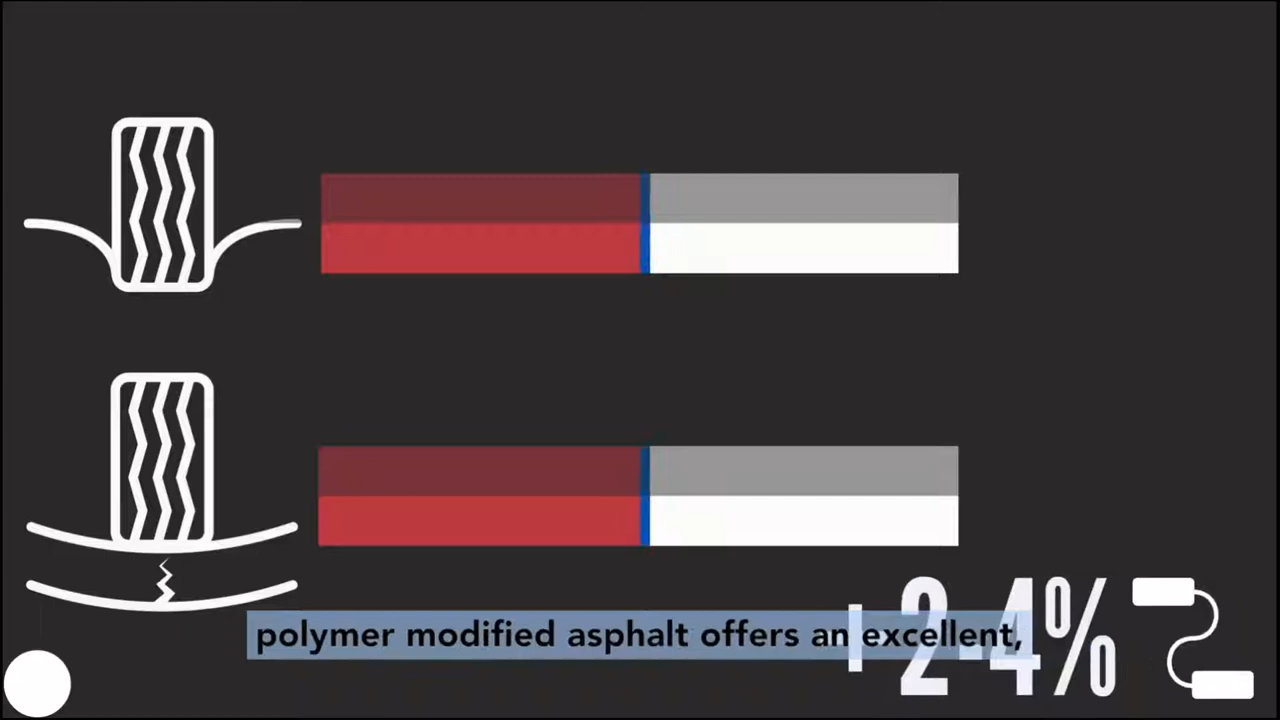 polymer modified asphalt offers an excellent,
+2-4%